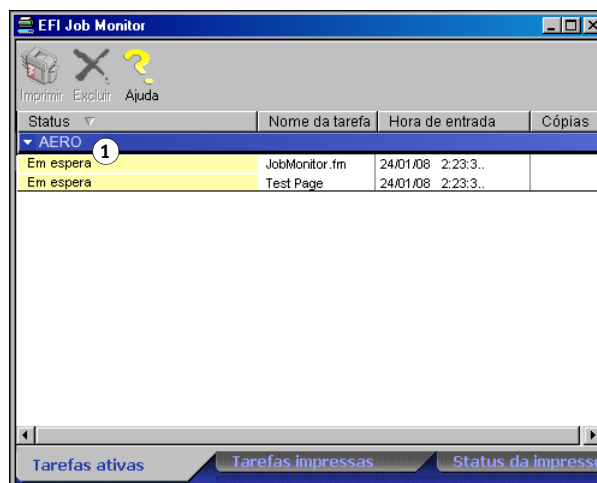 EFI Job Monitor
Imprimir Excluir Ajuda
Status Nome da tarefa Hora de entrada Cópias
AERO
1
Em espera JobMonitor.fm 24/01/08 2:23:3..
Em espera Test Page 24/01/08 2:23:3..
Tarefas ativas Tarefas impressas Status da impresso